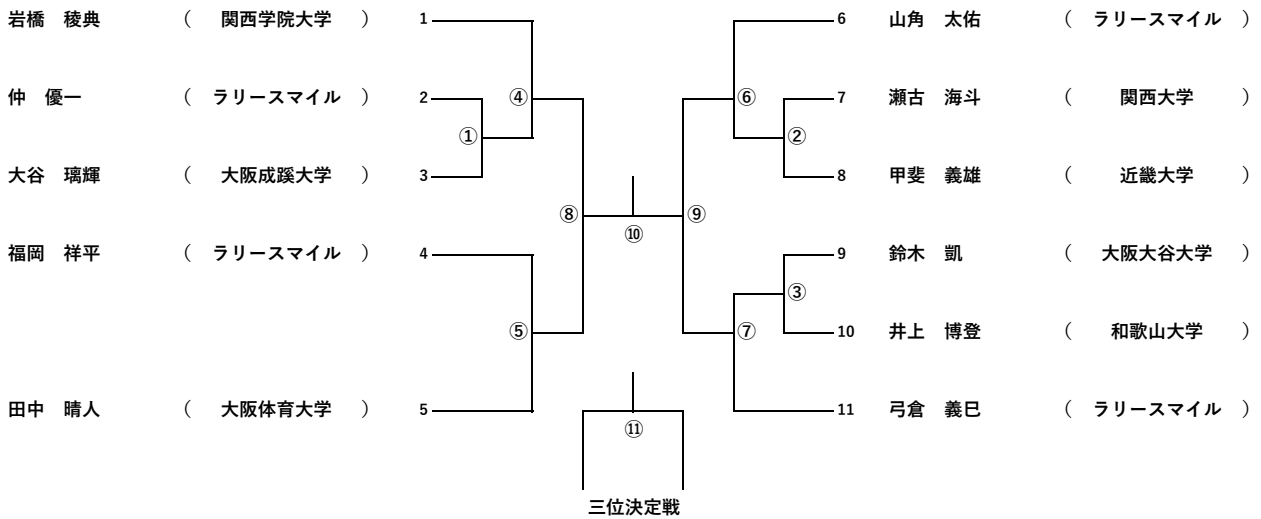 岩橋　稜典 （ 関西学院大学 ） 1 6 山角　太佑 （ ラリースマイル ）
仲　優一 （ ラリースマイル ） 2 ④ ⑥ 7 瀬古　海斗 （ 関西大学 ）
① ②
大谷　璃輝 （ 大阪成蹊大学 ） 3 8 甲斐　義雄 （ 近畿大学 ）
⑧ ⑨
⑩
福岡　祥平 （ ラリースマイル ） 4 9 鈴木　凱 （ 大阪大谷大学 ）
③
⑤ ⑦ 10 井上　博登 （ 和歌山大学 ）
田中　晴人 （ 大阪体育大学 ） 5 11 弓倉　義巳 （ ラリースマイル ）
⑪
三位決定戦